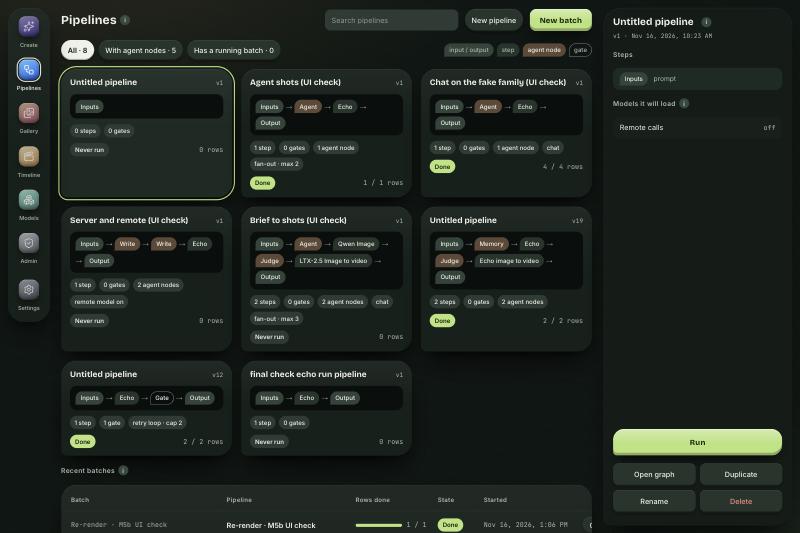 Create
Pipelines
Gallery
Timeline
Models
Admin
Settings
Pipelines i
Search pipelines
New pipeline
New batch
All · 8
With agent nodes · 5
Has a running batch · 0
input / output
step
agent node
gate
Untitled pipeline v1
Inputs
0 steps 0 gates
Never run 0 rows
Agent shots (UI check) v1
Inputs → Agent → Echo →
Output
1 step 0 gates 1 agent node
fan-out · max 2
Done 1 / 1 rows
Chat on the fake family (UI check) v1
Inputs → Agent → Echo →
Output
1 step 0 gates 1 agent node chat
Done 4 / 4 rows
Server and remote (UI check) v1
Inputs → Write → Write → Echo
→ Output
1 step 0 gates 2 agent nodes
remote model on
Never run 0 rows
Brief to shots (UI check) v1
Inputs → Agent → Qwen Image →
Judge → LTX-2.5 Image to video →
Output
2 steps 0 gates 2 agent nodes chat
fan-out · max 3
Never run 0 rows
Untitled pipeline v19
Inputs → Memory → Echo →
Judge → Echo image to video →
Output
2 steps 0 gates 2 agent nodes
Done 2 / 2 rows
Untitled pipeline v12
Inputs → Echo → Gate → Output
1 step 1 gate retry loop · cap 2
Done 2 / 2 rows
final check echo run pipeline v1
Inputs → Echo → Output
1 step 0 gates
Never run 0 rows
Recent batches i
Batch Pipeline Rows done State Started
Re-render · M5b UI check Re-render · M5b UI check 1 / 1 Done Nov 16, 2026, 1:06 PM
Untitled pipeline i
v1 · Nov 16, 2026, 10:23 AM
Steps
Inputs prompt
Models it will load i
Remote calls off
Run
Open graph
Duplicate
Rename
Delete